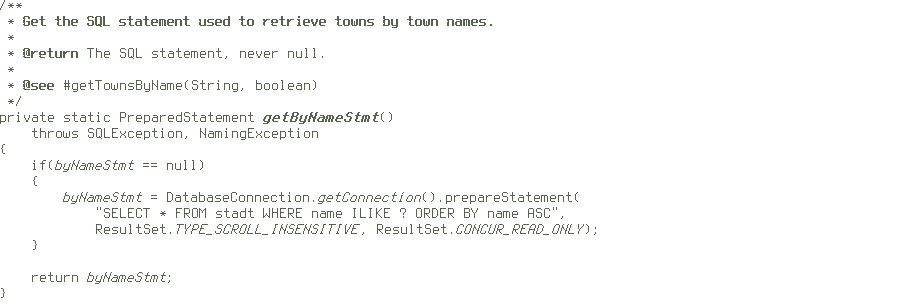 /**
 * Get the SQL statement used to retrieve towns by town names.
 *
 * @return The SQL statement, never null.
 *
 * @see #getTownsByName(String, boolean)
 */
private static PreparedStatement getByNameStmt()
    throws SQLException, NamingException
{
    if(byNameStmt == null)
    {
        byNameStmt = DatabaseConnection.getConnection().prepareStatement(
            "SELECT * FROM stadt WHERE name ILIKE ? ORDER BY name ASC",
            ResultSet.TYPE_SCROLL_INSENSITIVE, ResultSet.CONCUR_READ_ONLY);
    }

    return byNameStmt;
}